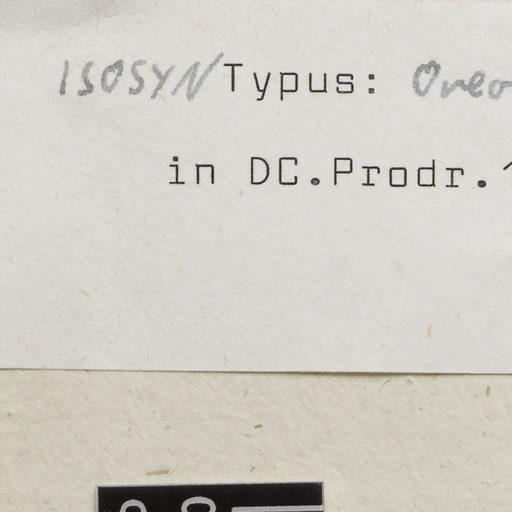 ISOSYN Typus: Oreo
in DC.Prodr.